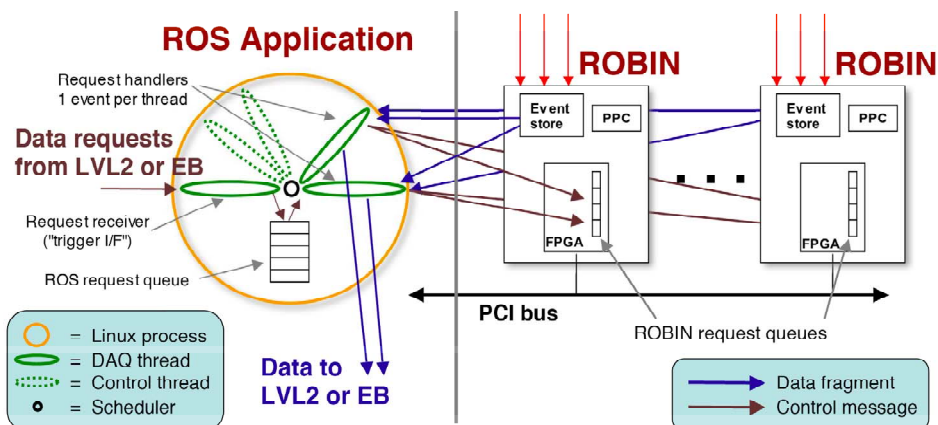 ROS Application
Request handlers
1 event per thread
Data requests
from LVL2 or EB
Request receiver
("trigger I/F")
ROS request queue
Data to
LVL2 or EB
= Linux process
= DAQ thread
= Control thread
= Scheduler
ROBIN
Event
store
PPC
FPGA
ROBIN
Event
store
PPC
FPGA
PCI bus
ROBIN request queues
Data fragment
Control message